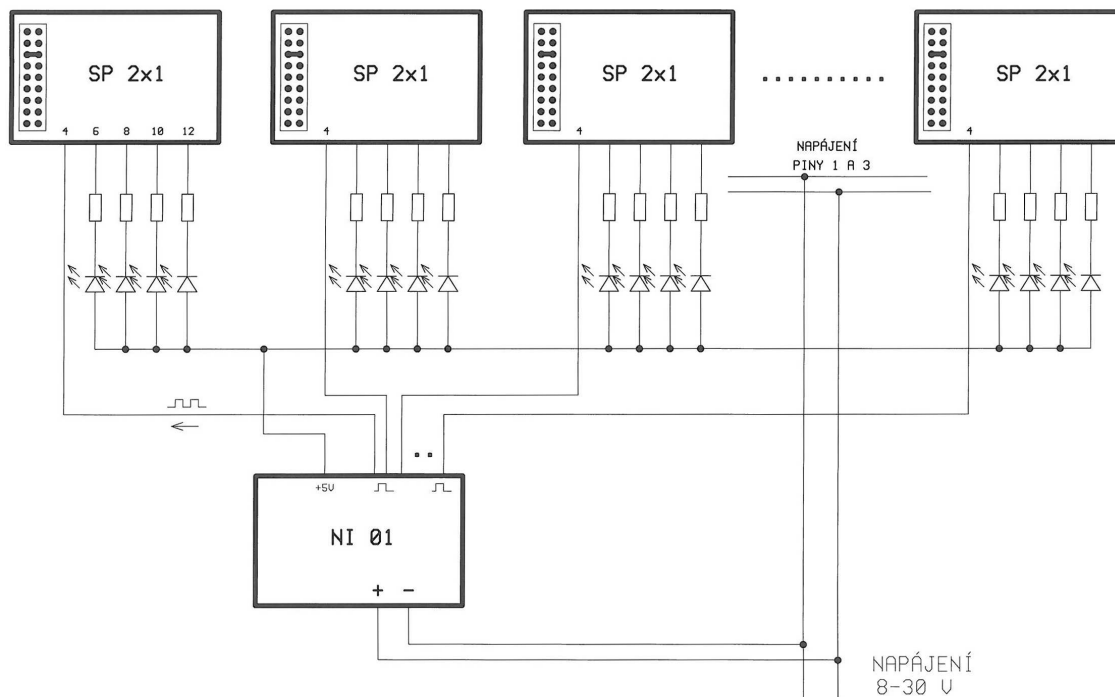 SP 2x1
SP 2x1
SP 2x1
SP 2x1
4 6 8 10 12
4
4
4
NAPÁJENÍ
PINY 1 A 3
+5V
NI 01
+ −
NAPÁJENÍ
8-30 V